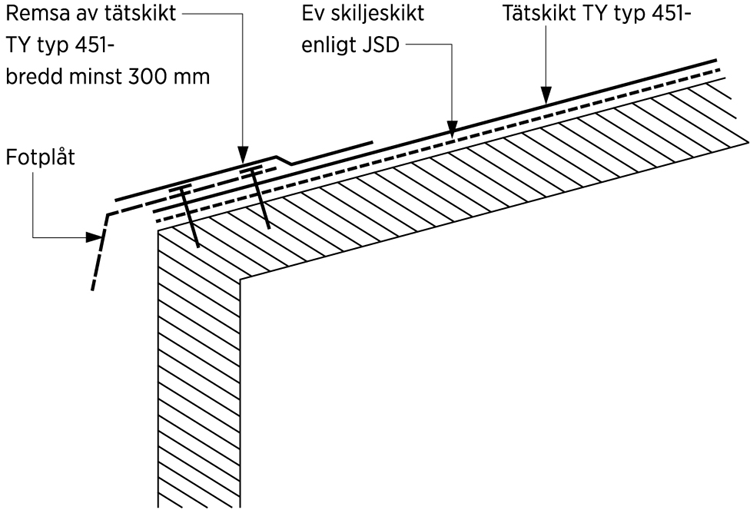 Remsa av tätskikt
TY typ 451-
bredd minst 300 mm
Ev skiljeskikt
enligt JSD
Tätskikt TY typ 451-
Fotplåt